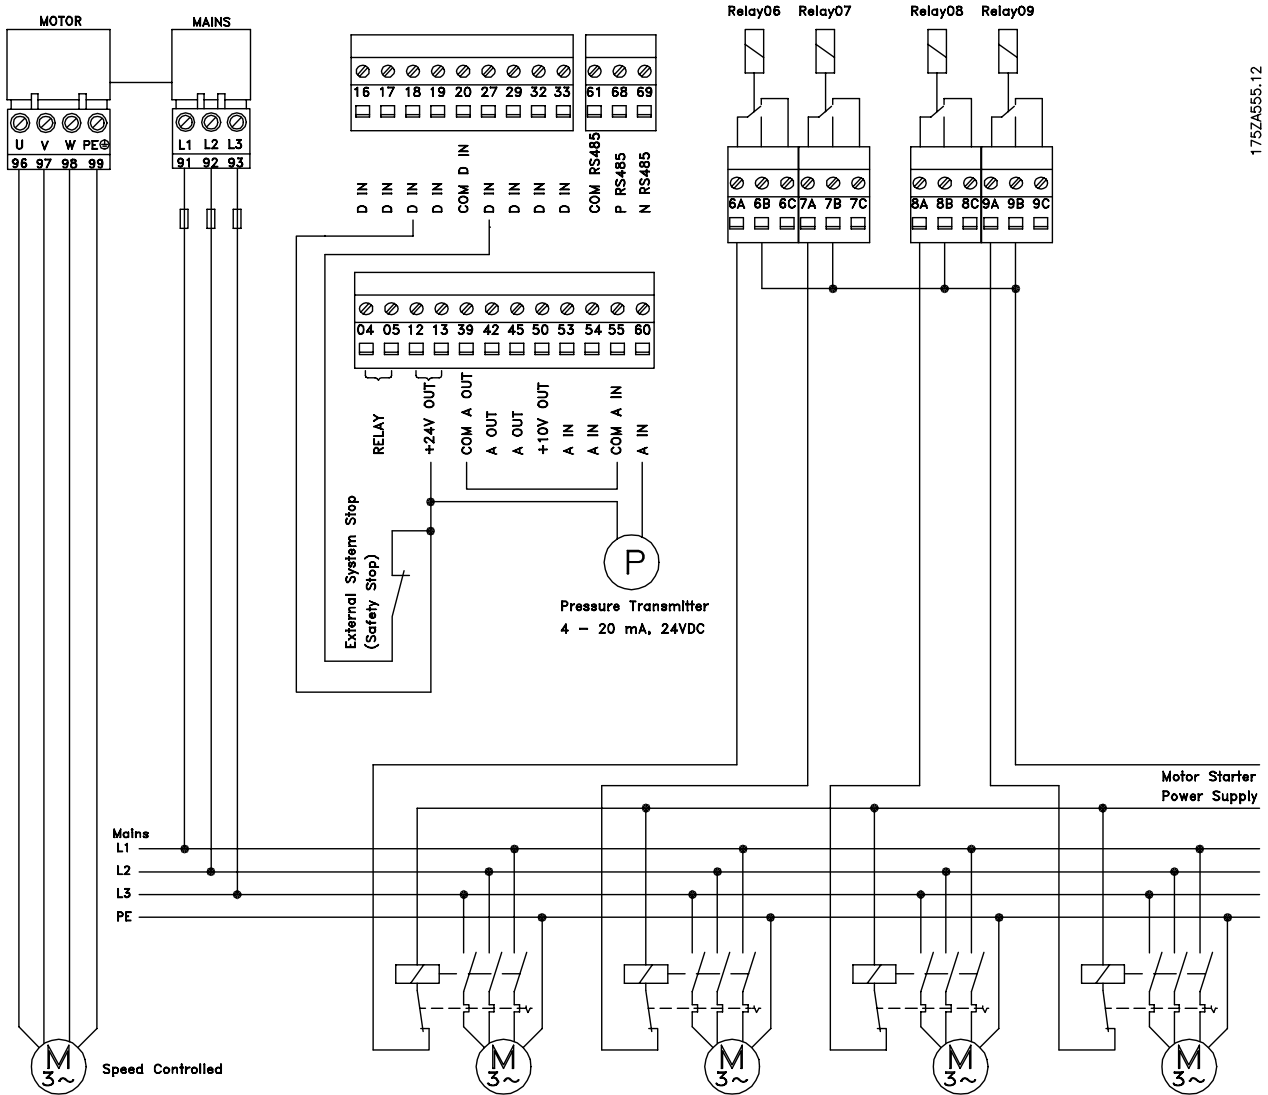 MOTOR
MAINS
U V W PE
96 97 98 99
L1 L2 L3
91 92 93
16 17 18 19 20 27 29 32 33
61 68 69
D IN
D IN
D IN
D IN
COM D IN
D IN
D IN
D IN
D IN
COM RS485
P RS485
N RS485
04 05 12 13 39 42 45 50 53 54 55 60
RELAY
+24V OUT
COM A OUT
A OUT
A OUT
+10V OUT
A IN
A IN
COM A IN
A IN
External System Stop
(Safety Stop)
P
Pressure Transmitter
4 – 20 mA, 24VDC
Relay06 Relay07 Relay08 Relay09
6A 6B 6C 7A 7B 7C
8A 8B 8C 9A 9B 9C
175ZA555.12
Motor Starter
Power Supply
Mains
L1
L2
L3
PE
M
3~
Speed Controlled
M
3~
M
3~
M
3~
M
3~